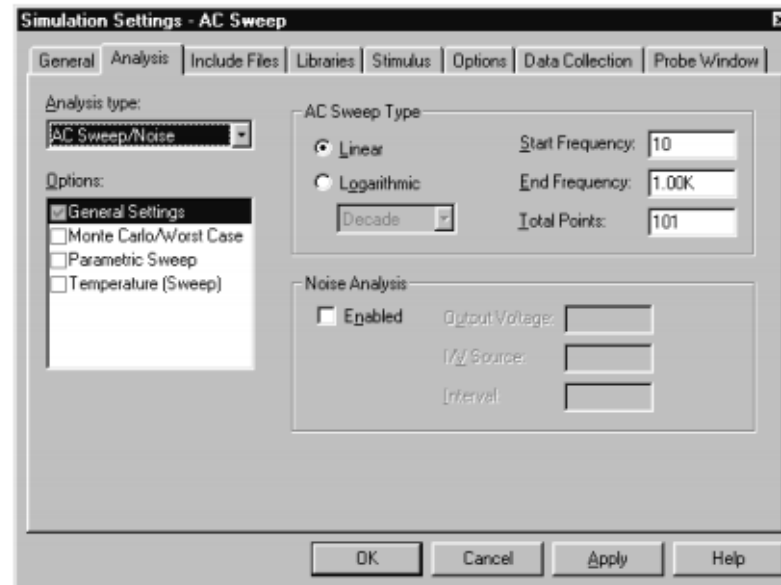 Simulation Settings - AC Sweep
General Analysis Include Files Libraries Stimulus Options Data Collection Probe Window
Analysis type:
AC Sweep/Noise
Options:
General Settings
Monte Carlo/Worst Case
Parametric Sweep
Temperature (Sweep)
AC Sweep Type
Linear
Logarithmic
Decade
Start Frequency: 10
End Frequency: 1.00K
Total Points: 101
Noise Analysis
Enabled
Output Voltage:
I/V Source:
Interval:
OK Cancel Apply Help